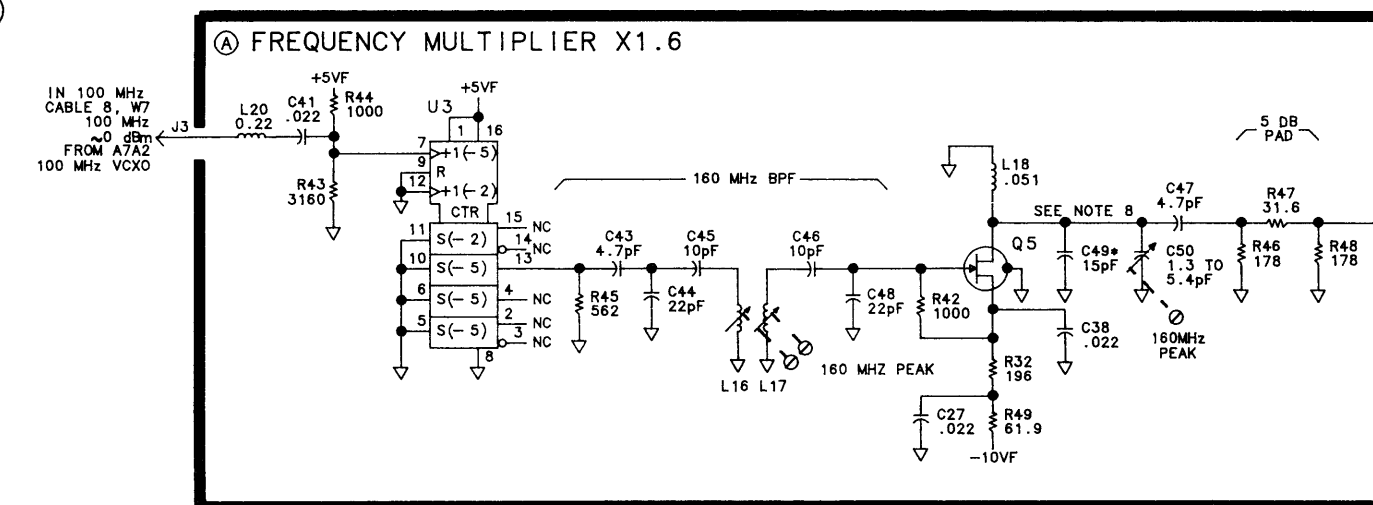 Ⓐ FREQUENCY MULTIPLIER X1.6
IN 100 MHz
CABLE 8, W7
100 MHz
~0 dBm
FROM A7A2
100 MHz VCXO
J3
L20
0.22
C41
.022
+5VF
R44
1000
R43
3160
U3
+5VF
1 16
7
+1(-5)
9
R
12
+1(-2)
CTR
11
S(-2)
15
NC
14
NC
10
S(-5)
13
6
S(-5)
4
NC
5
S(-5)
2
NC
3
NC
8
160 MHz BPF
R45
562
C43
4.7pF
C44
22pF
C45
10pF
L16 L17
C46
10pF
160 MHZ PEAK
C48
22pF
R42
1000
L18
.051
Q5
C38
.022
R32
196
C27
.022
R49
61.9
-10VF
SEE NOTE 8
C49*
15pF
C50
1.3 TO
5.4pF
160MHz
PEAK
C47
4.7pF
5 DB
PAD
R46
178
R47
31.6
R48
178